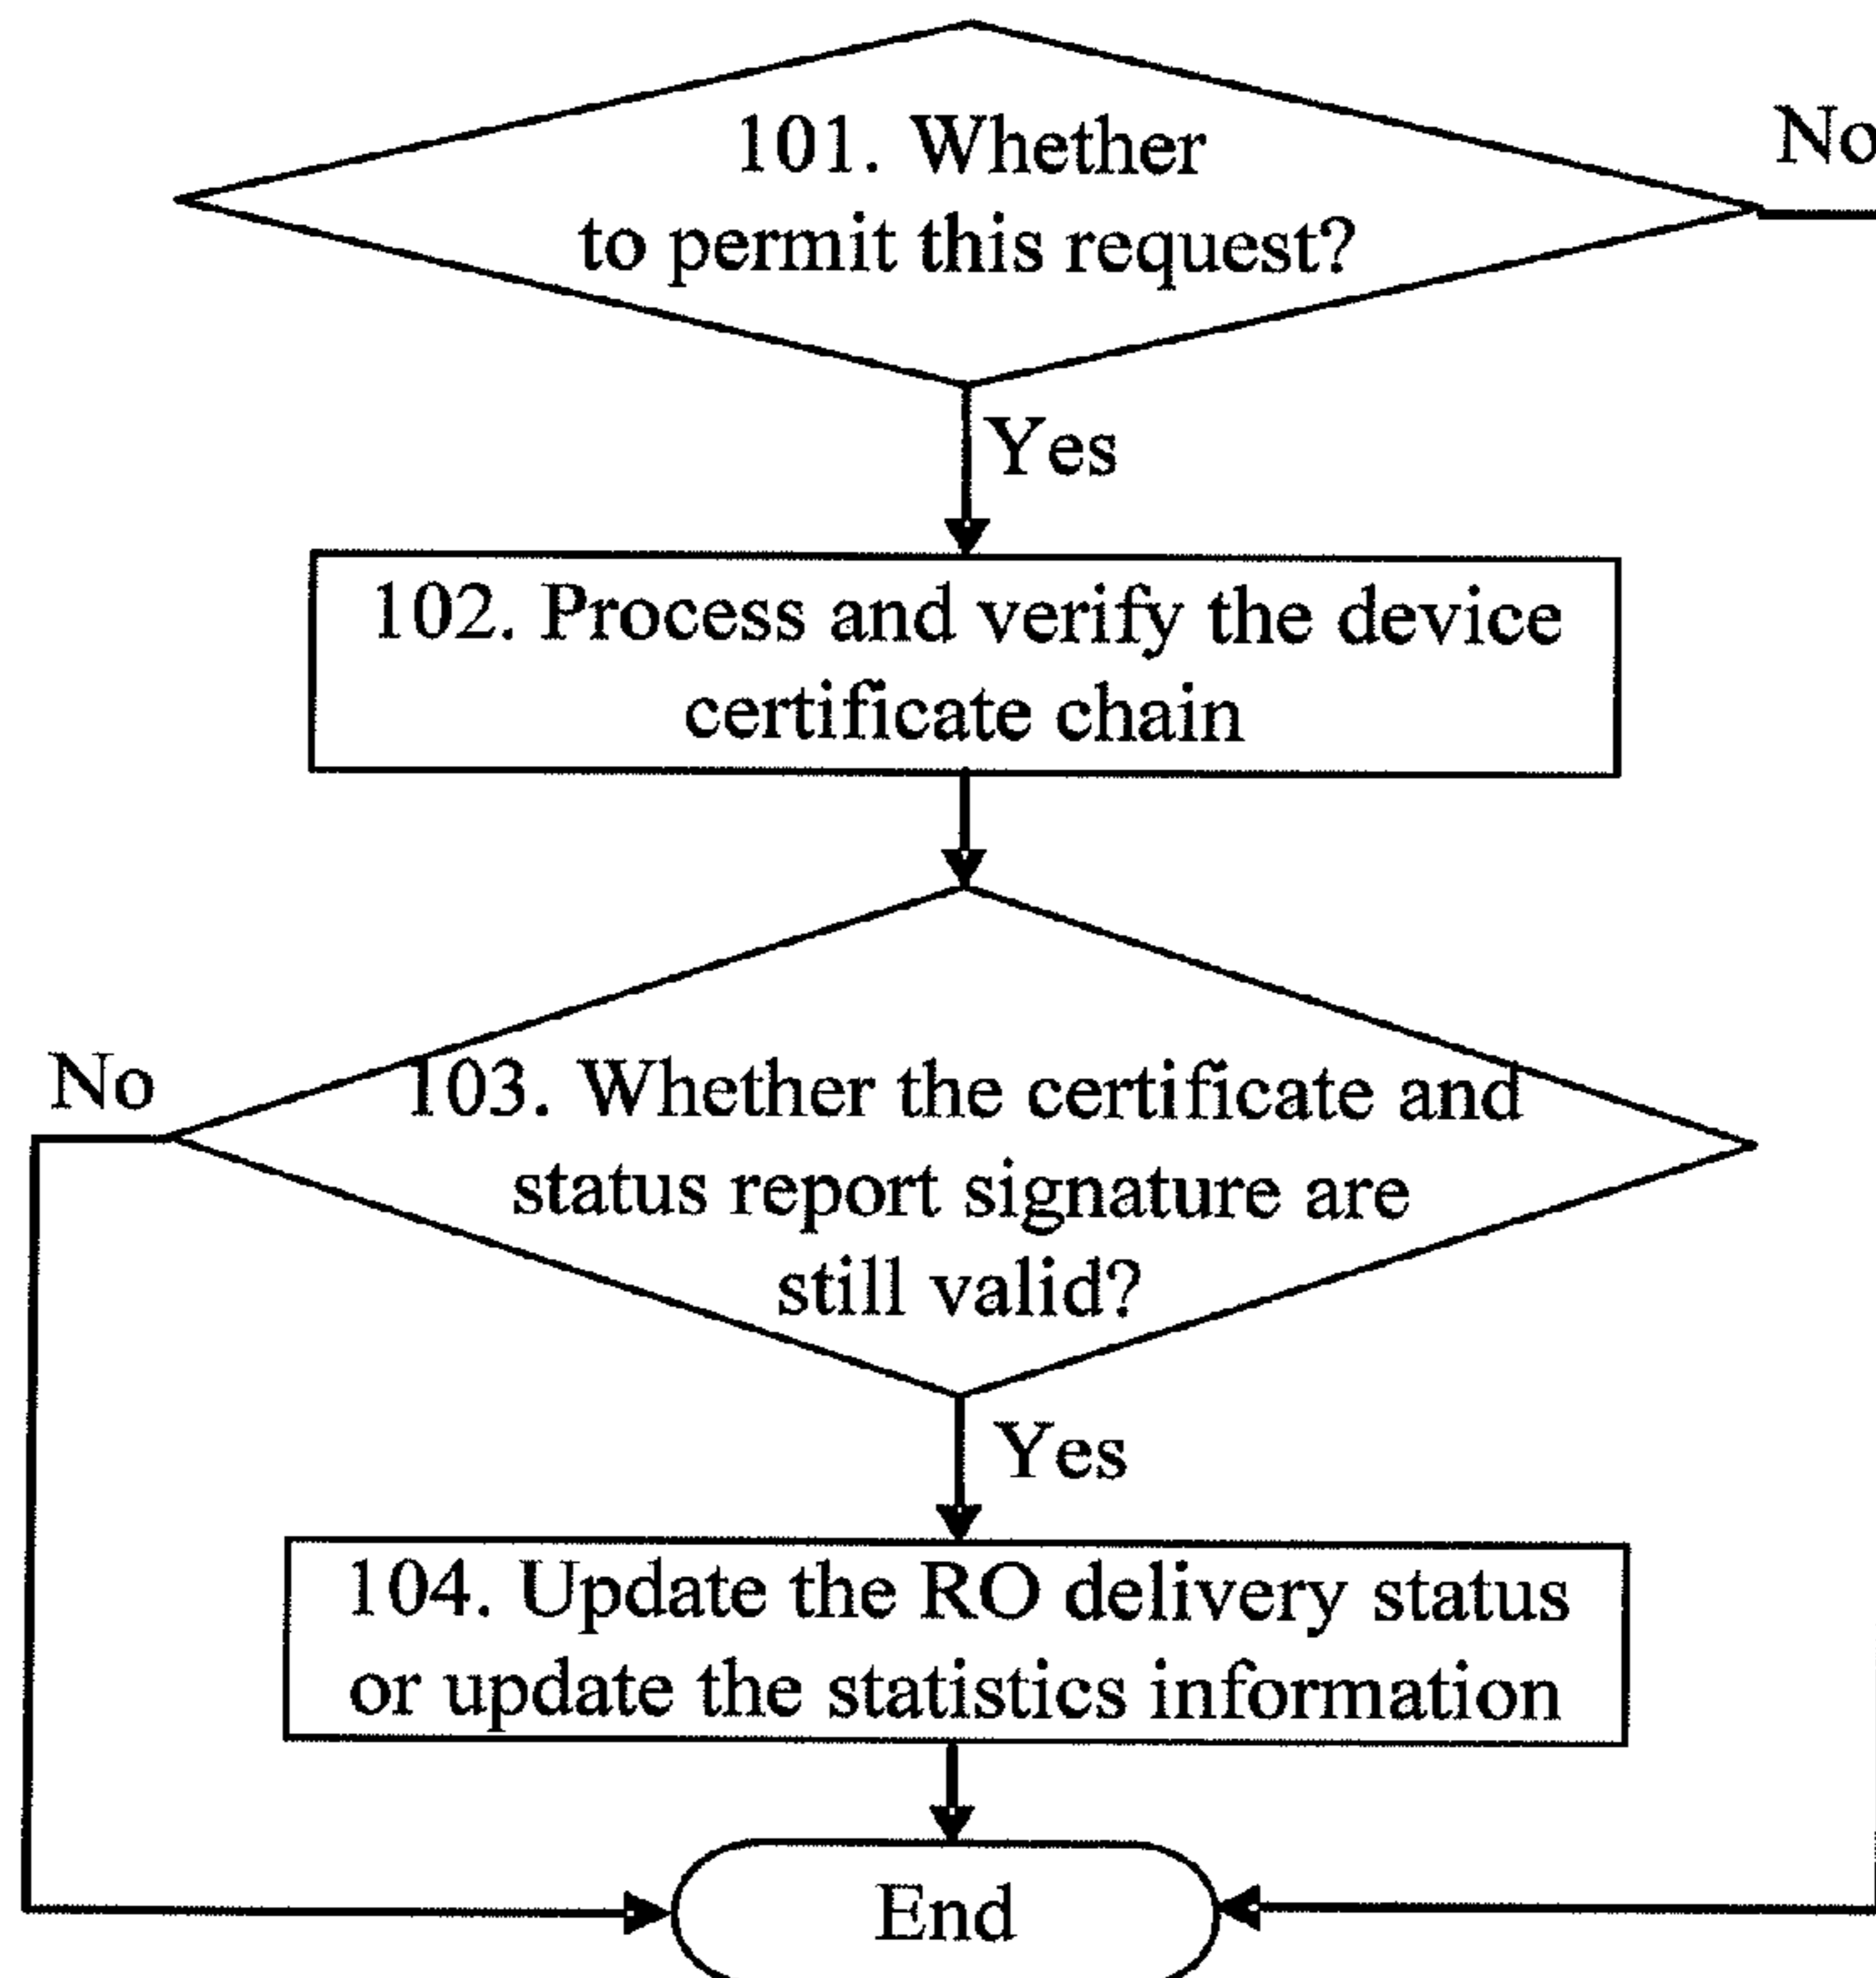 101. Whether
No
to permit this request?
Yes
102. Process and verify the device
certificate chain
No
103. Whether the certificate and
status report signature are
still valid?
Yes
104. Update the RO delivery status
or update the statistics information
End